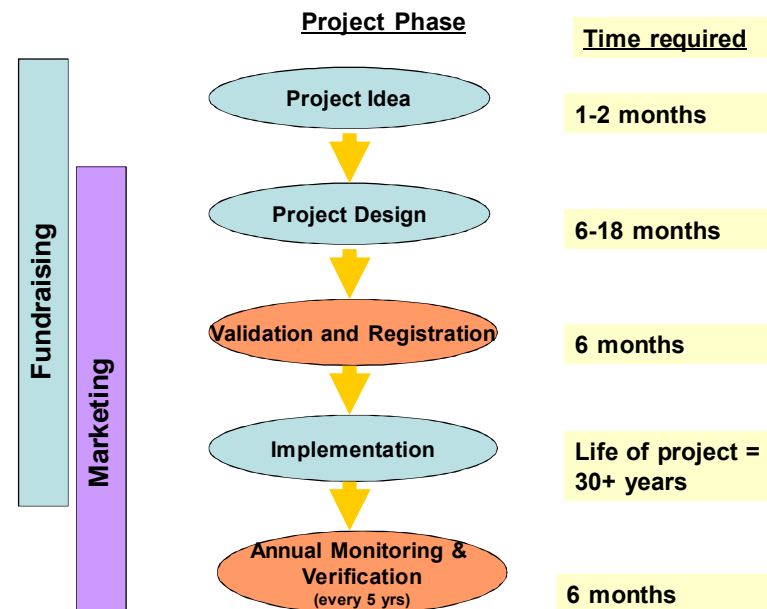 Project Phase
Time required
Project Idea
1-2 months
Project Design
6-18 months
Validation and Registration
6 months
Implementation
Life of project =
30+ years
Annual Monitoring &
Verification
(every 5 yrs)
6 months
Fundraising
Marketing